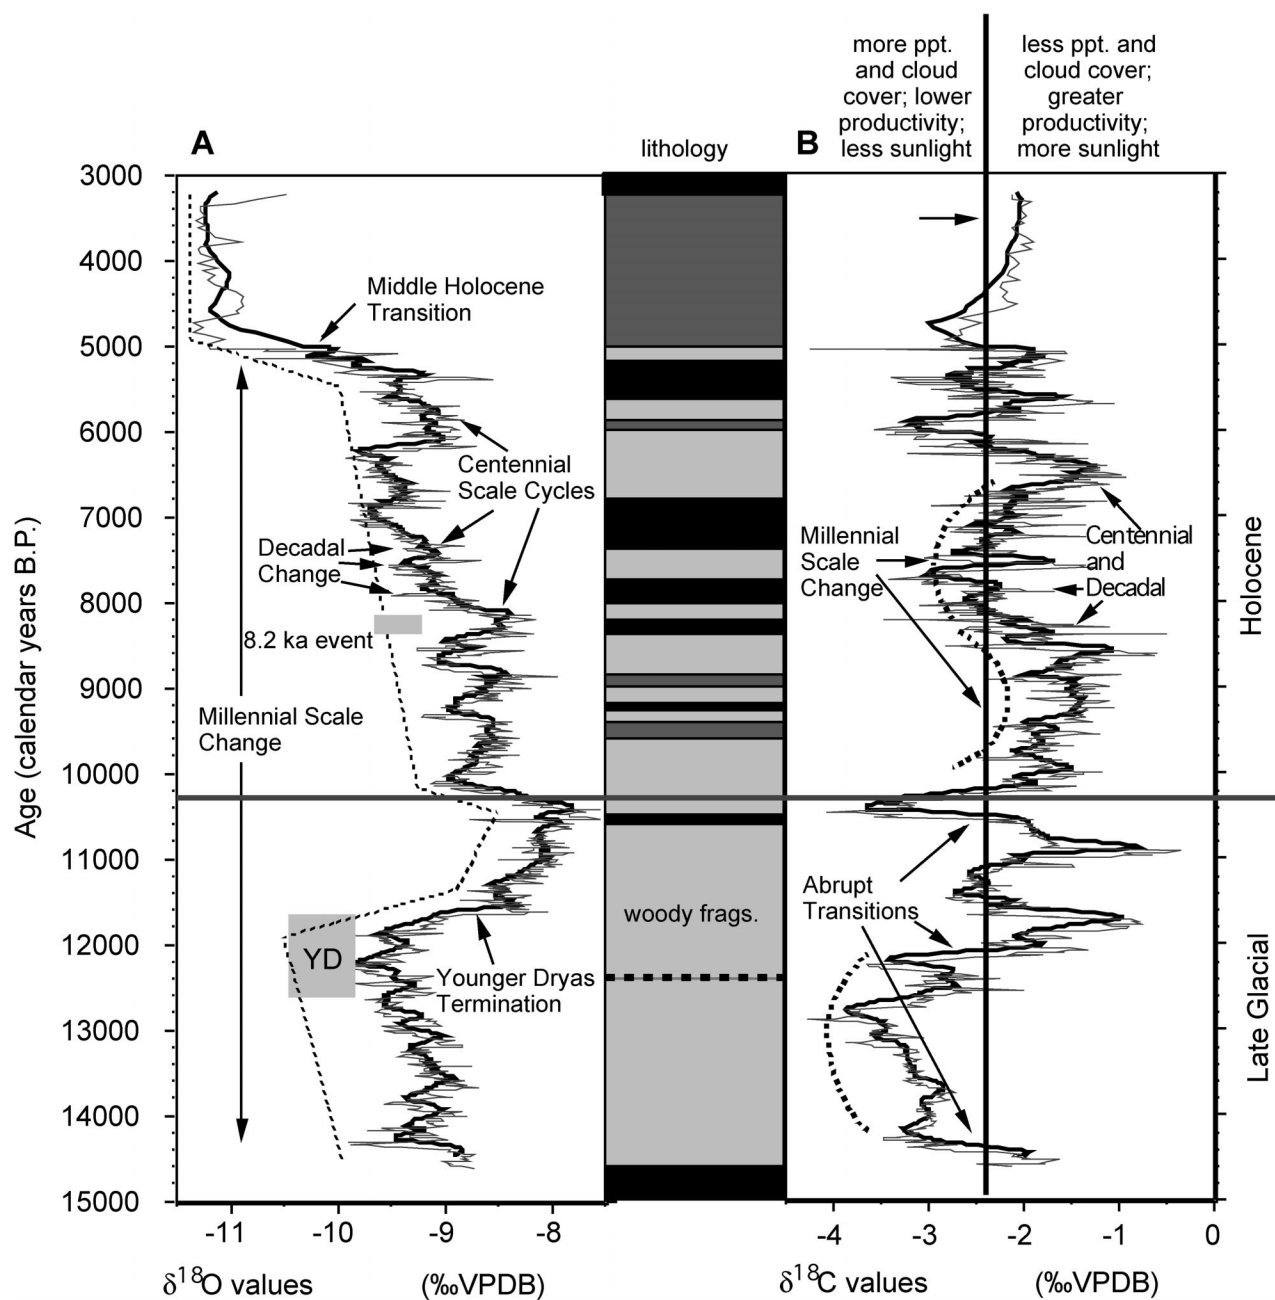 more ppt.
and cloud
cover; lower
productivity;
less sunlight
less ppt. and
cloud cover;
greater
productivity;
more sunlight
A
lithology
B
3000
4000
5000
6000
7000
8000
9000
10000
11000
12000
13000
14000
15000
Age (calendar years B.P.)
Middle Holocene
Transition
Centennial
Scale Cycles
Decadal
Change
8.2 ka event
Millennial Scale
Change
YD
Younger Dryas
Termination
woody frags.
Millennial
Scale
Change
Centennial
and
Decadal
Abrupt
Transitions
Holocene
Late Glacial
-11
-10
-9
-8
-4
-3
-2
-1
0
δ¹⁸O values
(‰VPDB)
δ¹⁸C values
(‰VPDB)